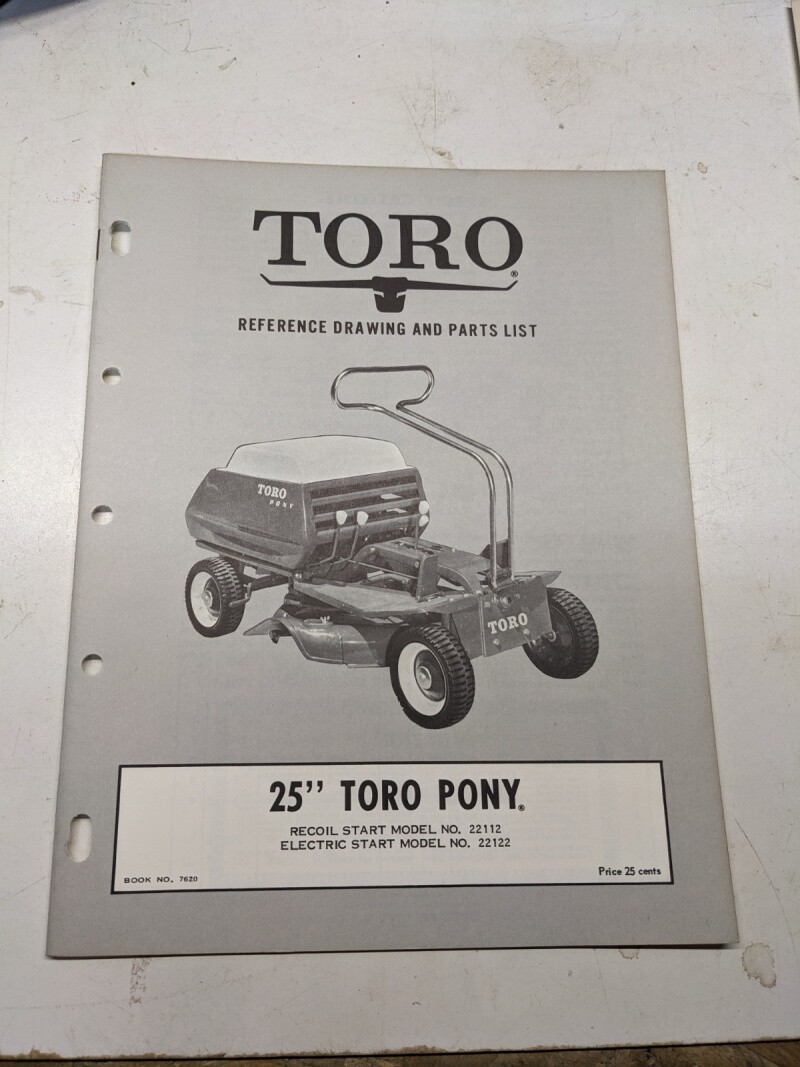 TORO®
REFERENCE DRAWING AND PARTS LIST
TORO
PONY
TORO
25” TORO PONY®
RECOIL START MODEL NO. 22112
ELECTRIC START MODEL NO. 22122
BOOK NO. 7620
Price 25 cents